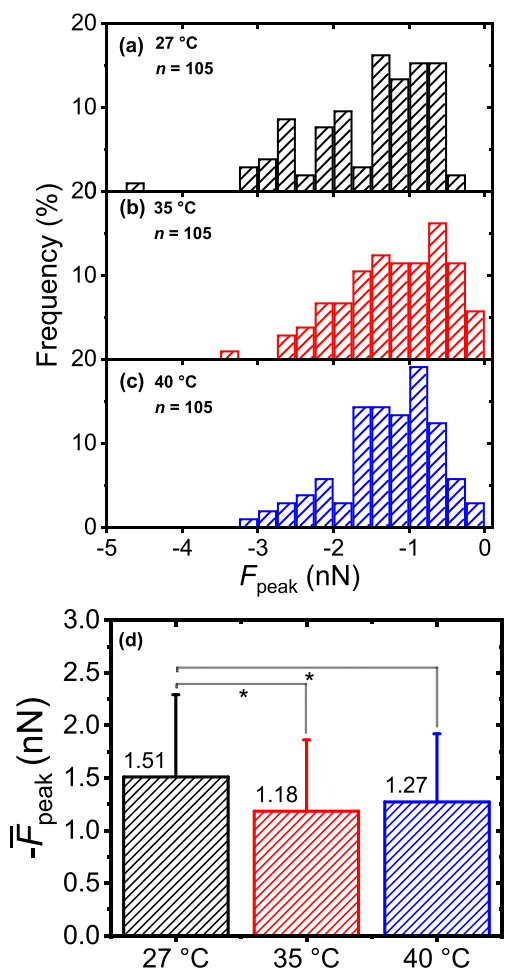 20
(a) 27 °C
n = 105
10
20
(b) 35 °C
n = 105
10
20
(c) 40 °C
n = 105
10
0
Frequency (%)
-5 -4 -3 -2 -1 0
Fpeak (nN)
(d)
3.0
2.5
2.0
1.5
1.0
0.5
0.0
-F̅peak (nN)
*
*
1.51
1.18
1.27
27 °C 35 °C 40 °C